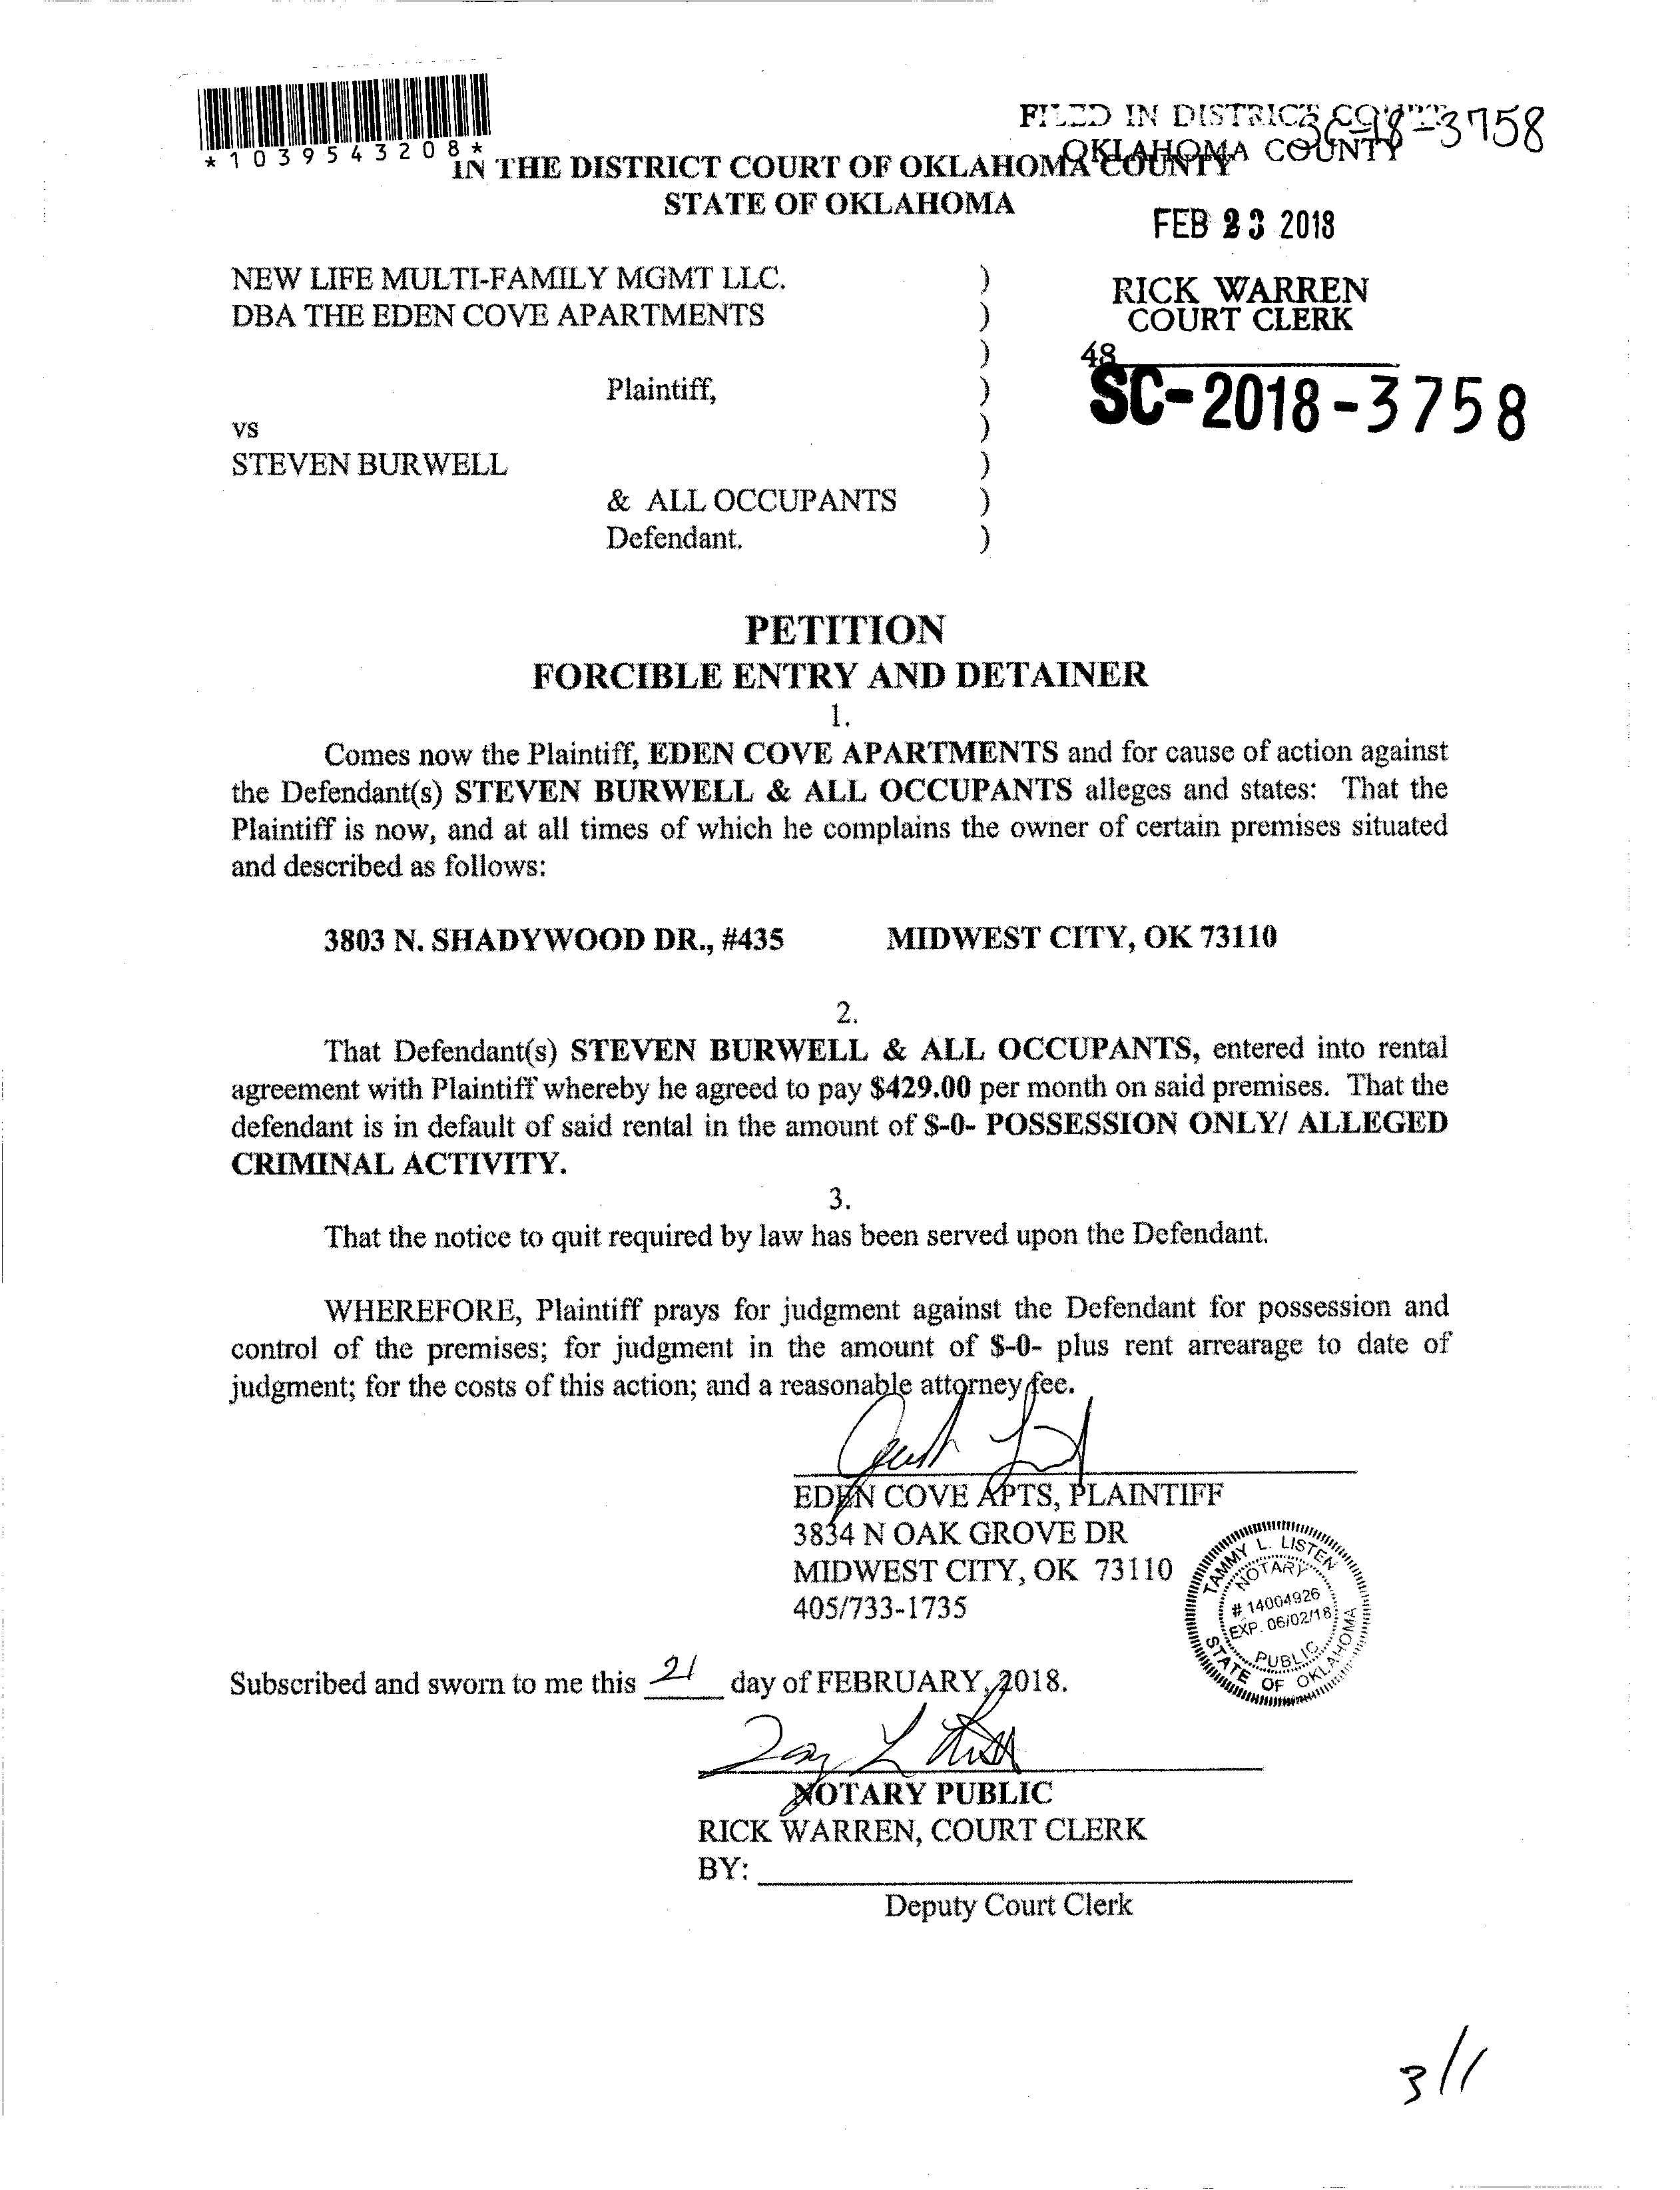 *1039543208*
FILED IN DISTRICT COURT
OKLAHOMA COUNTY
SC-18-3758
IN THE DISTRICT COURT OF OKLAHOMA COUNTY
STATE OF OKLAHOMA
FEB 23 2018
NEW LIFE MULTI-FAMILY MGMT LLC. )
DBA THE EDEN COVE APARTMENTS )
)
RICK WARREN
COURT CLERK
48
SC-2018-3758
Plaintiff, )
vs )
STEVEN BURWELL )
& ALL OCCUPANTS )
Defendant. )
PETITION
FORCIBLE ENTRY AND DETAINER
1.
Comes now the Plaintiff, EDEN COVE APARTMENTS and for cause of action against
the Defendant(s) STEVEN BURWELL & ALL OCCUPANTS alleges and states: That the
Plaintiff is now, and at all times of which he complains the owner of certain premises situated
and described as follows:
3803 N. SHADYWOOD DR., #435 MIDWEST CITY, OK 73110
2.
That Defendant(s) STEVEN BURWELL & ALL OCCUPANTS, entered into rental
agreement with Plaintiff whereby he agreed to pay $429.00 per month on said premises. That the
defendant is in default of said rental in the amount of $-0- POSSESSION ONLY/ ALLEGED
CRIMINAL ACTIVITY.
3.
That the notice to quit required by law has been served upon the Defendant.
WHEREFORE, Plaintiff prays for judgment against the Defendant for possession and
control of the premises; for judgment in the amount of $-0- plus rent arrearage to date of
judgment; for the costs of this action; and a reasonable attorney fee.
EDEN COVE APTS, PLAINTIFF
3834 N OAK GROVE DR
MIDWEST CITY, OK 73110
405/733-1735
TAMMY L. LISTEN
NOTARY
# 14004926
EXP. 06/02/18
PUBLIC
STATE OF OKLAHOMA
Subscribed and sworn to me this 21 day of FEBRUARY, 2018.
NOTARY PUBLIC
RICK WARREN, COURT CLERK
BY:
Deputy Court Clerk
3/1